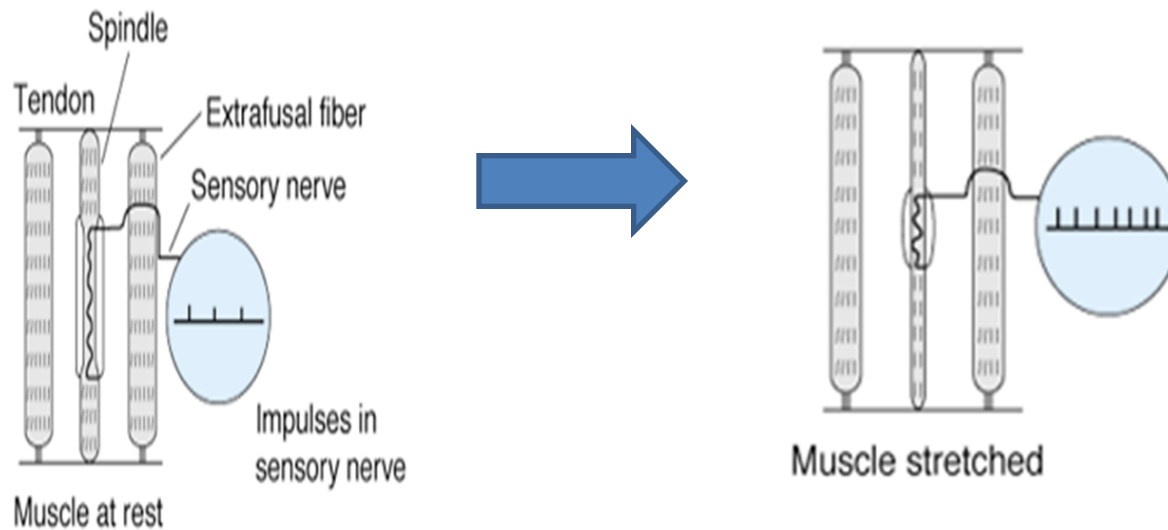 Spindle
Tendon
Extrafusal fiber
Sensory nerve
Impulses in
sensory nerve
Muscle at rest
Muscle stretched